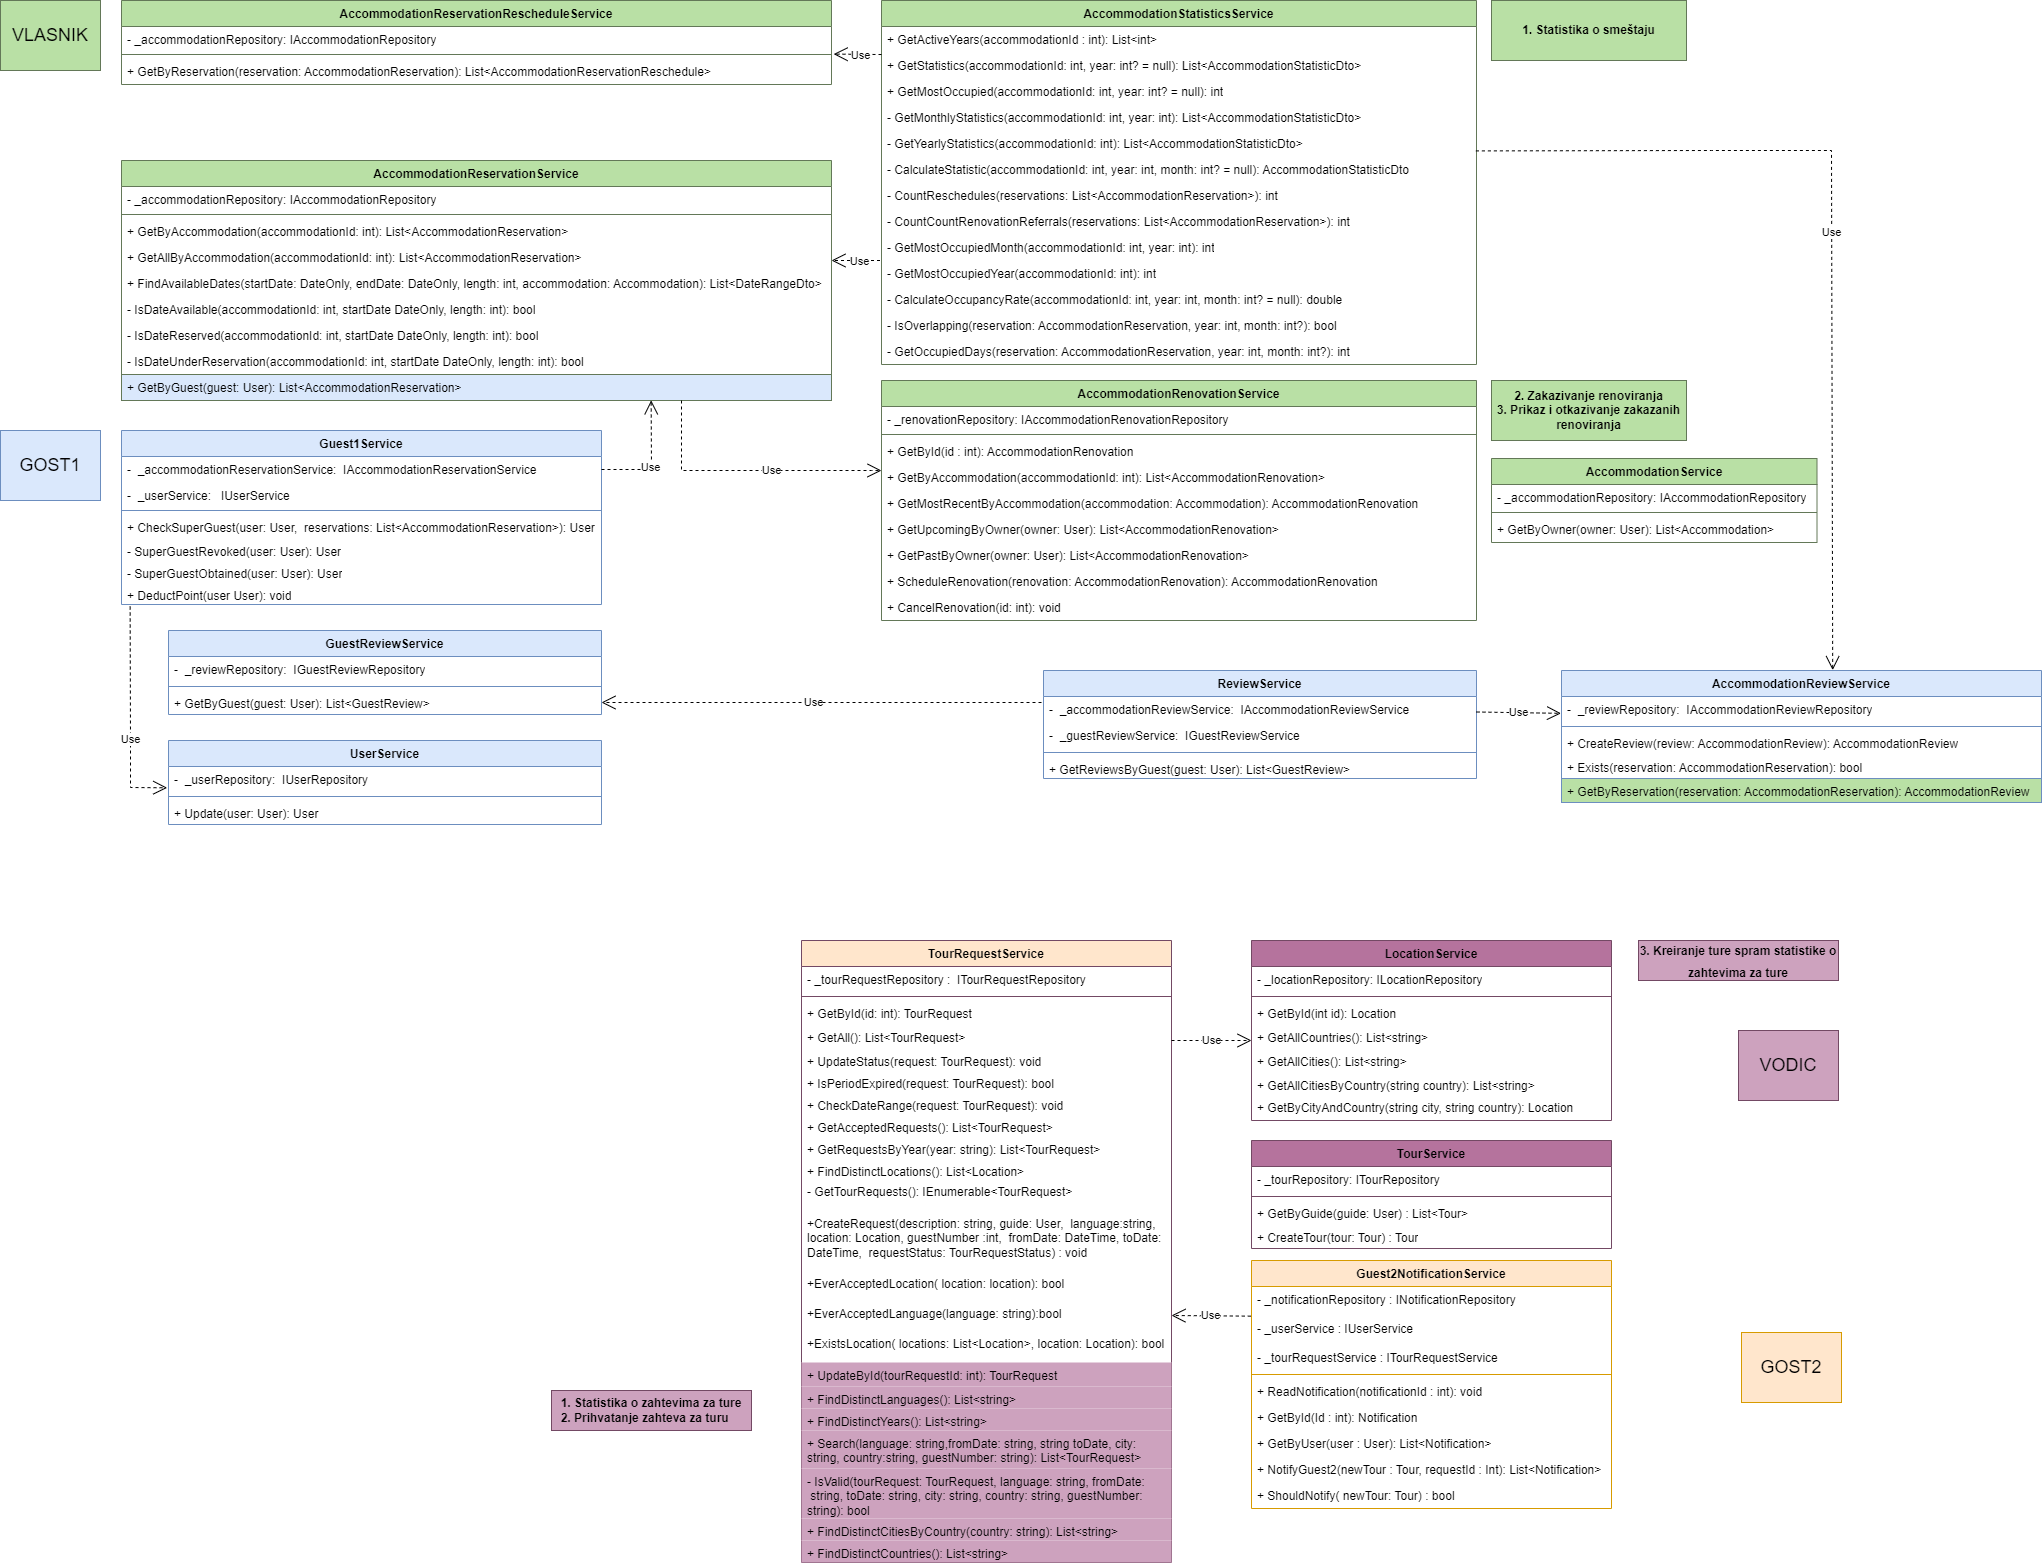 VLASNIK
AccommodationReservationRescheduleService
- _accommodationRepository: IAccommodationRepository
+ GetByReservation(reservation: AccommodationReservation): List<AccommodationReservationReschedule>
Use
AccommodationStatisticsService
+ GetActiveYears(accommodationId : int): List<int>
+ GetStatistics(accommodationId: int, year: int? = null): List<AccommodationStatisticDto>
+ GetMostOccupied(accommodationId: int, year: int? = null): int
- GetMonthlyStatistics(accommodationId: int, year: int): List<AccommodationStatisticDto>
- GetYearlyStatistics(accommodationId: int): List<AccommodationStatisticDto>
- CalculateStatistic(accommodationId: int, year: int, month: int? = null): AccommodationStatisticDto
- CountReschedules(reservations: List<AccommodationReservation>): int
- CountCountRenovationReferrals(reservations: List<AccommodationReservation>): int
- GetMostOccupiedMonth(accommodationId: int, year: int): int
- GetMostOccupiedYear(accommodationId: int): int
- CalculateOccupancyRate(accommodationId: int, year: int, month: int? = null): double
- IsOverlapping(reservation: AccommodationReservation, year: int, month: int?): bool
- GetOccupiedDays(reservation: AccommodationReservation, year: int, month: int?): int
1. Statistika o smeštaju
Use
AccommodationReservationService
- _accommodationRepository: IAccommodationRepository
+ GetByAccommodation(accommodationId: int): List<AccommodationReservation>
+ GetAllByAccommodation(accommodationId: int): List<AccommodationReservation>
+ FindAvailableDates(startDate: DateOnly, endDate: DateOnly, length: int, accommodation: Accommodation): List<DateRangeDto>
- IsDateAvailable(accommodationId: int, startDate DateOnly, length: int): bool
- IsDateReserved(accommodationId: int, startDate DateOnly, length: int): bool
- IsDateUnderReservation(accommodationId: int, startDate DateOnly, length: int): bool
+ GetByGuest(guest: User): List<AccommodationReservation>
Use
AccommodationRenovationService
- _renovationRepository: IAccommodationRenovationRepository
+ GetById(id : int): AccommodationRenovation
+ GetByAccommodation(accommodationId: int): List<AccommodationRenovation>
+ GetMostRecentByAccommodation(accommodation: Accommodation): AccommodationRenovation
+ GetUpcomingByOwner(owner: User): List<AccommodationRenovation>
+ GetPastByOwner(owner: User): List<AccommodationRenovation>
+ ScheduleRenovation(renovation: AccommodationRenovation): AccommodationRenovation
+ CancelRenovation(id: int): void
2. Zakazivanje renoviranja
3. Prikaz i otkazivanje zakazanih
renoviranja
AccommodationService
- _accommodationRepository: IAccommodationRepository
+ GetByOwner(owner: User): List<Accommodation>
GOST1
Guest1Service
- _accommodationReservationService: IAccommodationReservationService
- _userService: IUserService
+ CheckSuperGuest(user: User, reservations: List<AccommodationReservation>): User
- SuperGuestRevoked(user: User): User
- SuperGuestObtained(user: User): User
+ DeductPoint(user User): void
Use
Use
GuestReviewService
- _reviewRepository: IGuestReviewRepository
+ GetByGuest(guest: User): List<GuestReview>
Use
UserService
- _userRepository: IUserRepository
+ Update(user: User): User
Use
ReviewService
- _accommodationReviewService: IAccommodationReviewService
- _guestReviewService: IGuestReviewService
+ GetReviewsByGuest(guest: User): List<GuestReview>
Use
AccommodationReviewService
- _reviewRepository: IAccommodationReviewRepository
+ CreateReview(review: AccommodationReview): AccommodationReview
+ Exists(reservation: AccommodationReservation): bool
+ GetByReservation(reservation: AccommodationReservation): AccommodationReview
TourRequestService
- _tourRequestRepository : ITourRequestRepository
+ GetById(id: int): TourRequest
+ GetAll(): List<TourRequest>
+ UpdateStatus(request: TourRequest): void
+ IsPeriodExpired(request: TourRequest): bool
+ CheckDateRange(request: TourRequest): void
+ GetAcceptedRequests(): List<TourRequest>
+ GetRequestsByYear(year: string): List<TourRequest>
+ FindDistinctLocations(): List<Location>
- GetTourRequests(): IEnumerable<TourRequest>
+CreateRequest(description: string, guide: User, language:string,
location: Location, guestNumber :int, fromDate: DateTime, toDate:
DateTime, requestStatus: TourRequestStatus) : void
+EverAcceptedLocation( location: location): bool
+EverAcceptedLanguage(language: string):bool
+ExistsLocation( locations: List<Location>, location: Location): bool
+ UpdateById(tourRequestId: int): TourRequest
+ FindDistinctLanguages(): List<string>
+ FindDistinctYears(): List<string>
+ Search(language: string,fromDate: string, string toDate, city:
string, country:string, guestNumber: string): List<TourRequest>
- IsValid(tourRequest: TourRequest, language: string, fromDate:
string, toDate: string, city: string, country: string, guestNumber:
string): bool
+ FindDistinctCitiesByCountry(country: string): List<string>
+ FindDistinctCountries(): List<string>
1. Statistika o zahtevima za ture
2. Prihvatanje zahteva za turu
Use
LocationService
- _locationRepository: ILocationRepository
+ GetById(int id): Location
+ GetAllCountries(): List<string>
+ GetAllCities(): List<string>
+ GetAllCitiesByCountry(string country): List<string>
+ GetByCityAndCountry(string city, string country): Location
3. Kreiranje ture spram statistike o
zahtevima za ture
VODIC
TourService
- _tourRepository: ITourRepository
+ GetByGuide(guide: User) : List<Tour>
+ CreateTour(tour: Tour) : Tour
Use
Guest2NotificationService
- _notificationRepository : INotificationRepository
- _userService : IUserService
- _tourRequestService : ITourRequestService
+ ReadNotification(notificationId : int): void
+ GetById(Id : int): Notification
+ GetByUser(user : User): List<Notification>
+ NotifyGuest2(newTour : Tour, requestId : Int): List<Notification>
+ ShouldNotify( newTour: Tour) : bool
GOST2